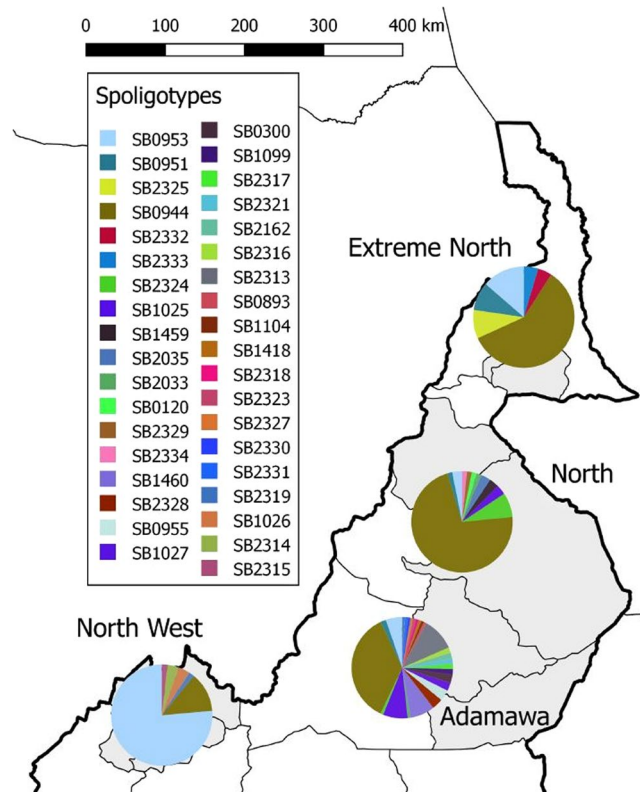 0 100 200 300 400 km
Spoligotypes
SB0953
SB0951
SB2325
SB0944
SB2332
SB2333
SB2324
SB1025
SB1459
SB2035
SB2033
SB0120
SB2329
SB2334
SB1460
SB2328
SB0955
SB1027
SB0300
SB1099
SB2317
SB2321
SB2162
SB2316
SB2313
SB0893
SB1104
SB1418
SB2318
SB2323
SB2327
SB2330
SB2331
SB2319
SB1026
SB2314
SB2315
Extreme North
North
North West
Adamawa